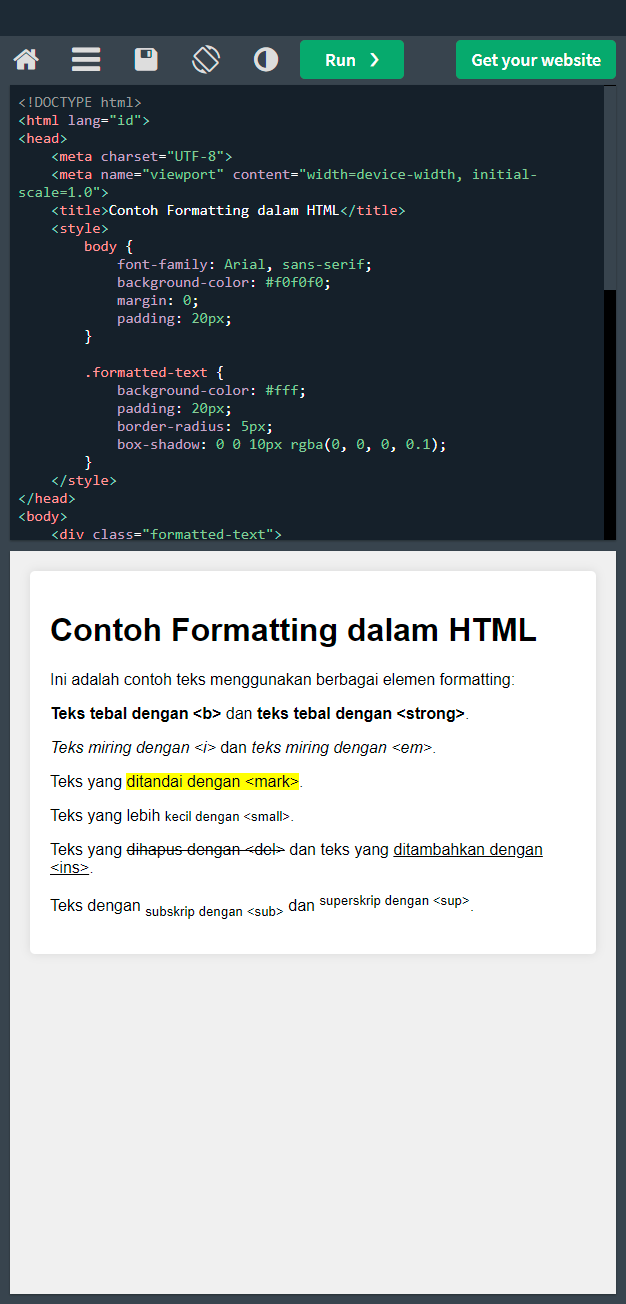 Run ❯ Get your website
<!DOCTYPE html>
<html lang="id">
<head>
    <meta charset="UTF-8">
    <meta name="viewport" content="width=device-width, initial-
scale=1.0">
    <title>Contoh Formatting dalam HTML</title>
    <style>
        body {
            font-family: Arial, sans-serif;
            background-color: #f0f0f0;
            margin: 0;
            padding: 20px;
        }

        .formatted-text {
            background-color: #fff;
            padding: 20px;
            border-radius: 5px;
            box-shadow: 0 0 10px rgba(0, 0, 0, 0.1);
        }
    </style>
</head>
<body>
    <div class="formatted-text">
Contoh Formatting dalam HTML
Ini adalah contoh teks menggunakan berbagai elemen formatting:
Teks tebal dengan <b> dan teks tebal dengan <strong>.
Teks miring dengan <i> dan teks miring dengan <em>.
Teks yang ditandai dengan <mark>.
Teks yang lebih kecil dengan <small>.
Teks yang dihapus dengan <del> dan teks yang ditambahkan dengan
<ins>.
Teks dengan subskrip dengan <sub> dan superskrip dengan <sup>.